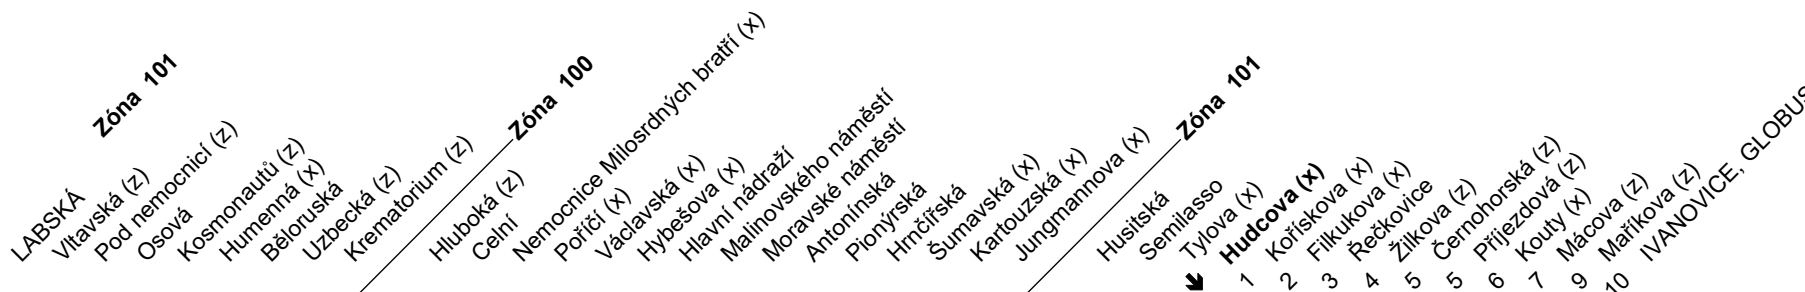 Zóna 101
LABSKÁ
Vltavská (z)
Pod nemocnicí (z)
Osová
Kosmonautů (z)
Humenná (x)
Běloruská
Uzbecká (z)
Krematorium (z)
Zóna 100
Hluboká (z)
Celní
Nemocnice Milosrdných bratří (x)
Poříčí (x)
Václavská (x)
Hybešova (x)
Hlavní nádraží
Malinovského náměstí
Moravské náměstí
Antonínská
Pionýrská
Hrnčířská
Šumavská (x)
Kartouzská (x)
Jungmannova (x)
Zóna 101
Husitská
Semilasso
Tylova (x)
Hudcova (x)
1 Kořískova (x)
2 Filkukova (x)
3 Řečkovice
4 Žilkova (z)
5 Černohorská (z)
5 Příjezdová (z)
6 Kouty (x)
7 Mácova (z)
9 Maříkova (z)
10 IVANOVICE, GLOBUS